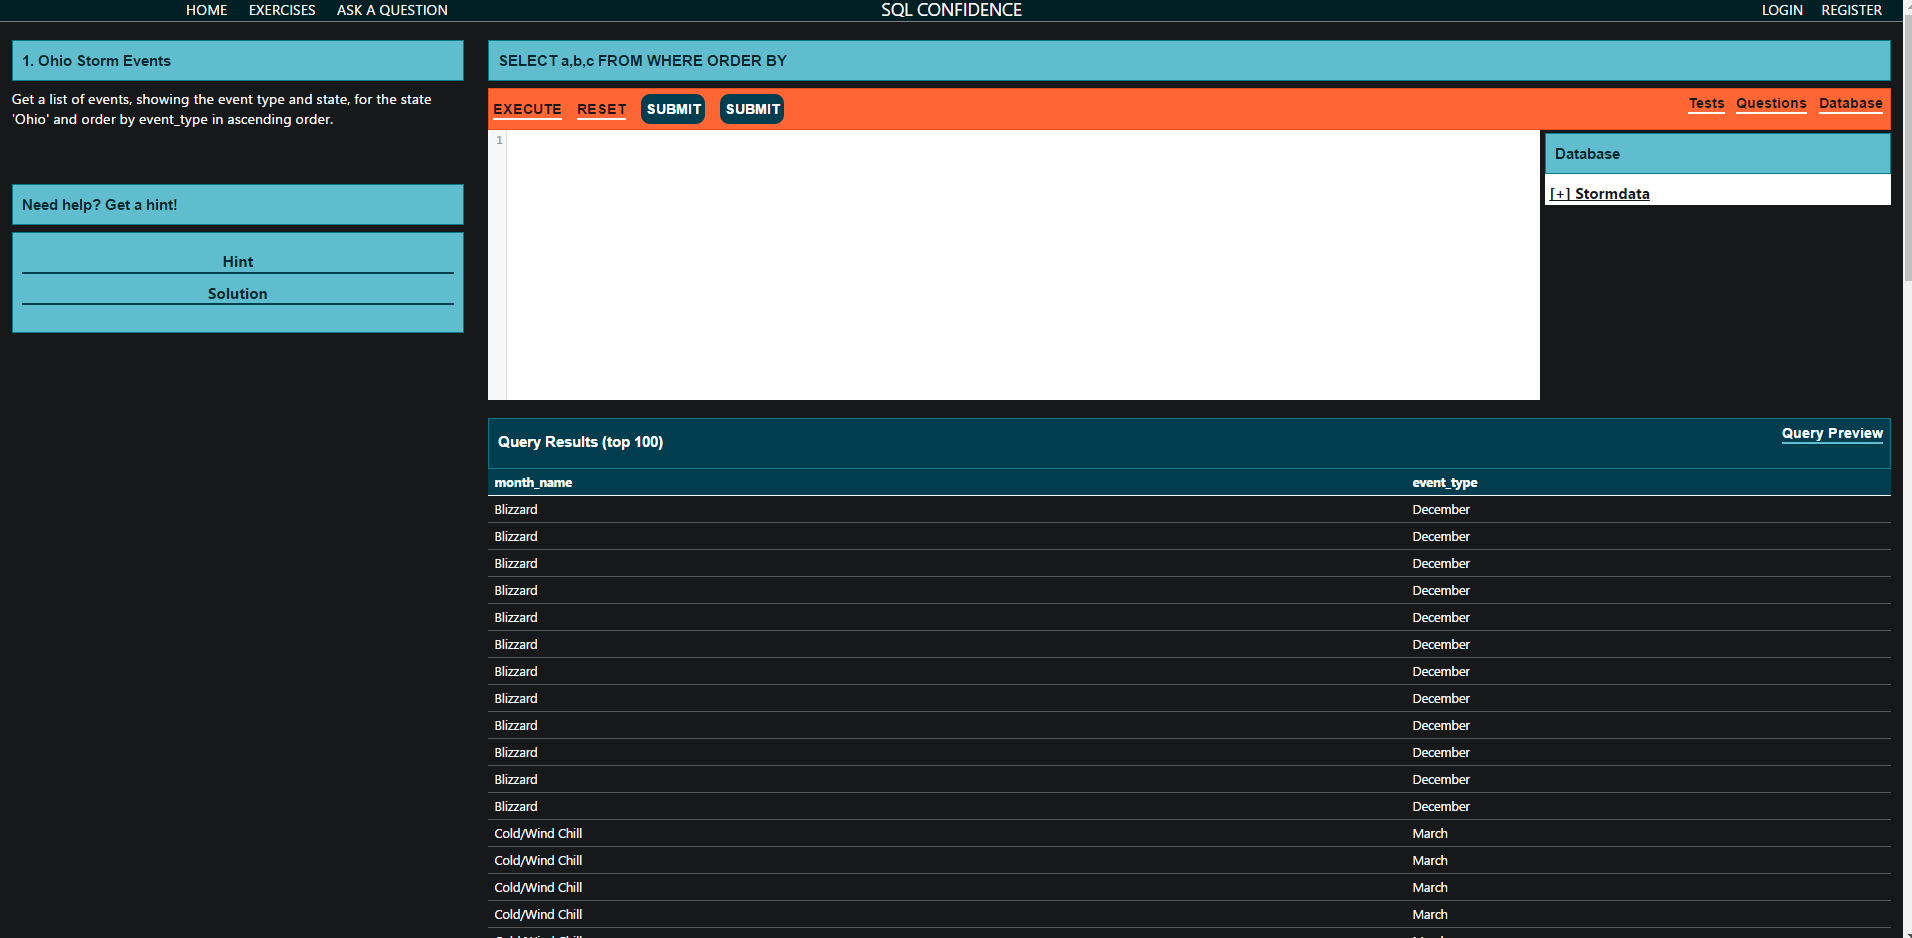 HOME EXERCISES ASK A QUESTION SQL CONFIDENCE LOGIN REGISTER
1. Ohio Storm Events
Get a list of events, showing the event type and state, for the state
'Ohio' and order by event_type in ascending order.
Need help? Get a hint!
Hint
Solution
SELECT a,b,c FROM WHERE ORDER BY
EXECUTE RESET SUBMIT SUBMIT Tests Questions Database
1
Database
[+] Stormdata
Query Results (top 100) Query Preview
month_name event_type
Blizzard December
Blizzard December
Blizzard December
Blizzard December
Blizzard December
Blizzard December
Blizzard December
Blizzard December
Blizzard December
Blizzard December
Blizzard December
Blizzard December
Cold/Wind Chill March
Cold/Wind Chill March
Cold/Wind Chill March
Cold/Wind Chill March